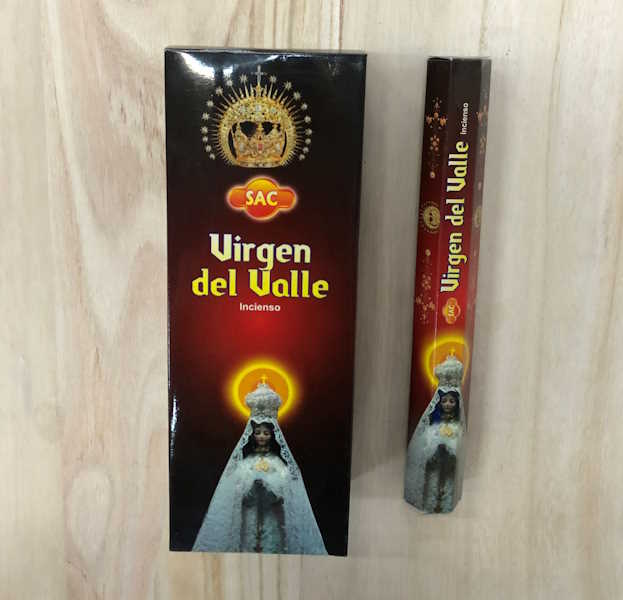 SAC
Virgen
del Valle
Incienso
SAC
Virgen del Valle
Incienso